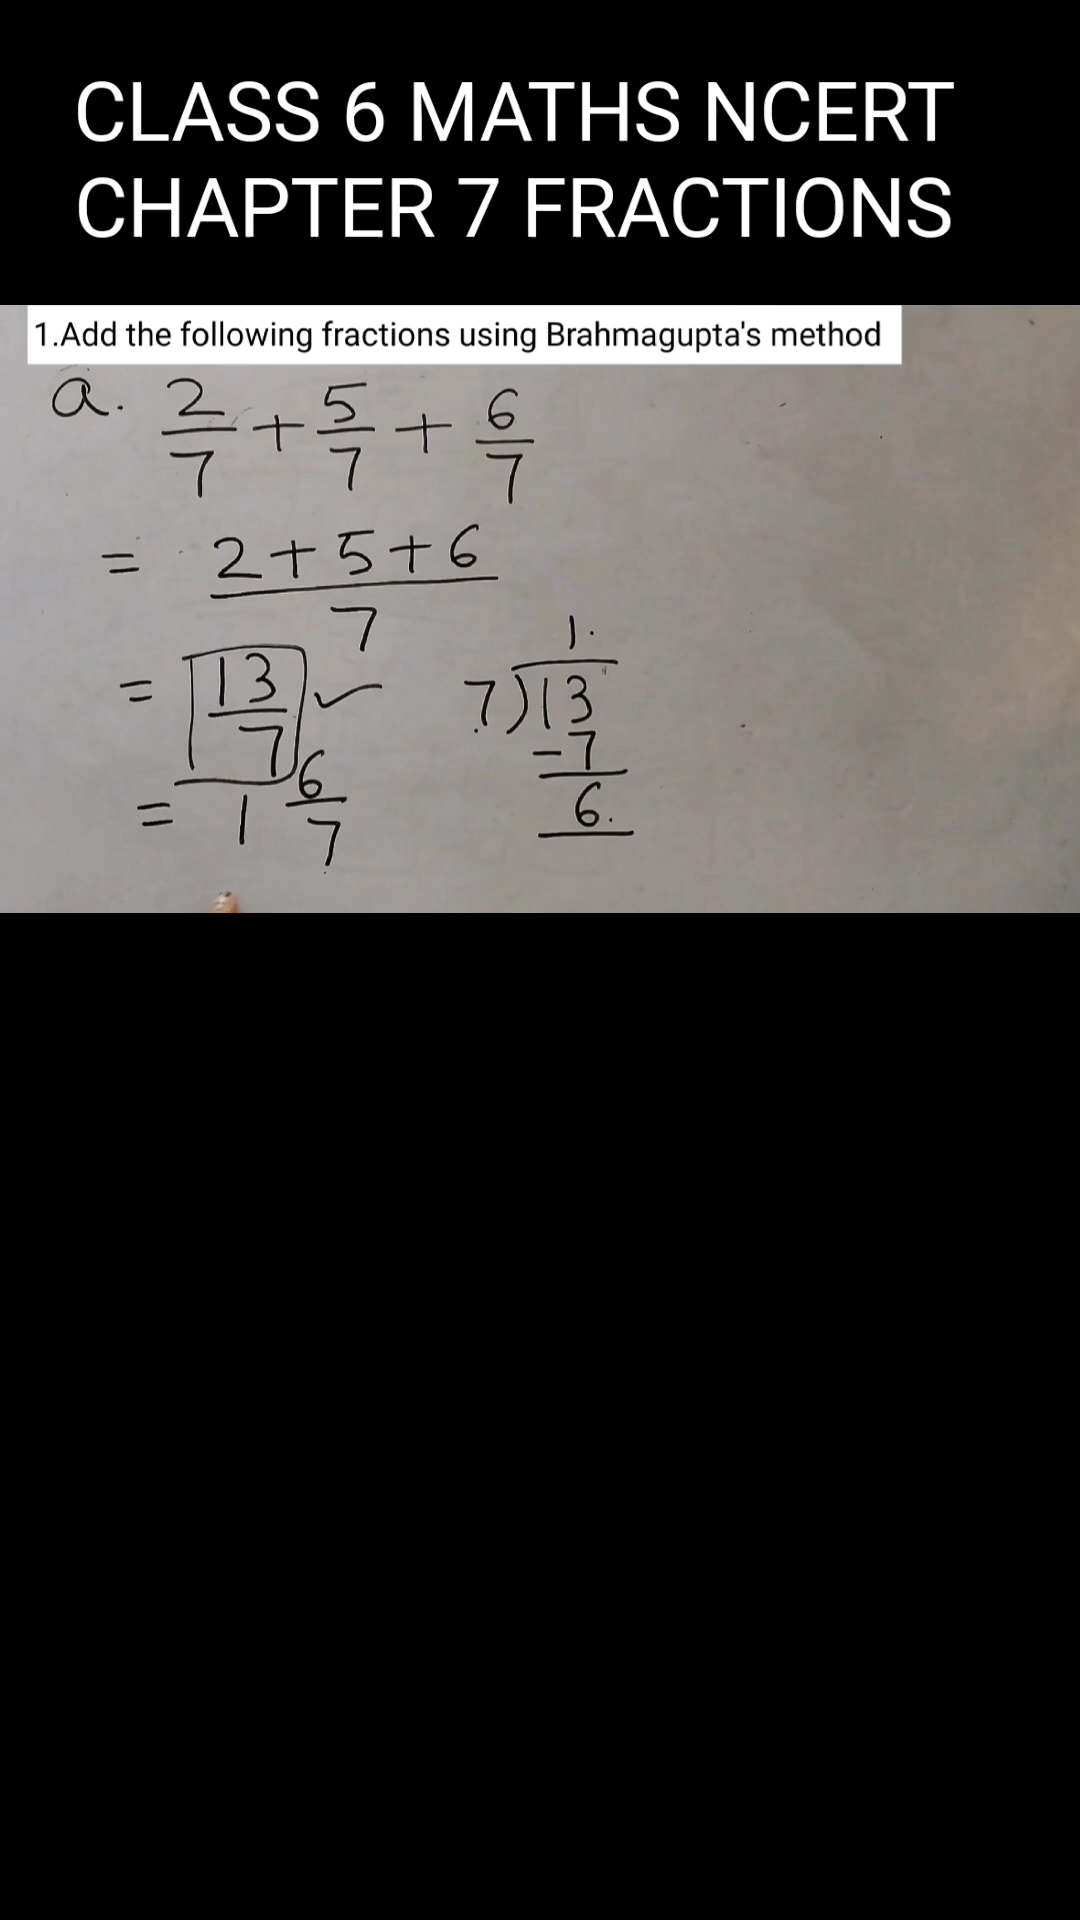 CLASS 6 MATHS NCERT
CHAPTER 7 FRACTIONS
1.Add the following fractions using Brahmagupta's method
a. 2/7 + 5/7 + 6/7
= 2+5+6 / 7
= 13/7 ✓
= 1 6/7
1.
7)13
-7
6.